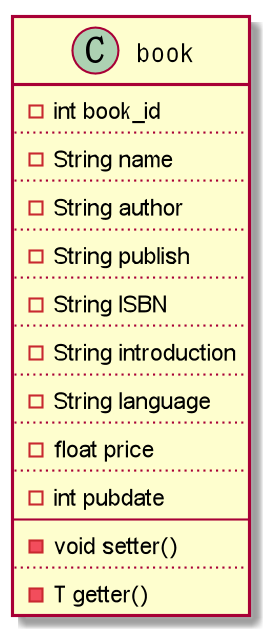 C book
int book_id
String name
String author
String publish
String ISBN
String introduction
String language
float price
int pubdate
void setter()
T getter()